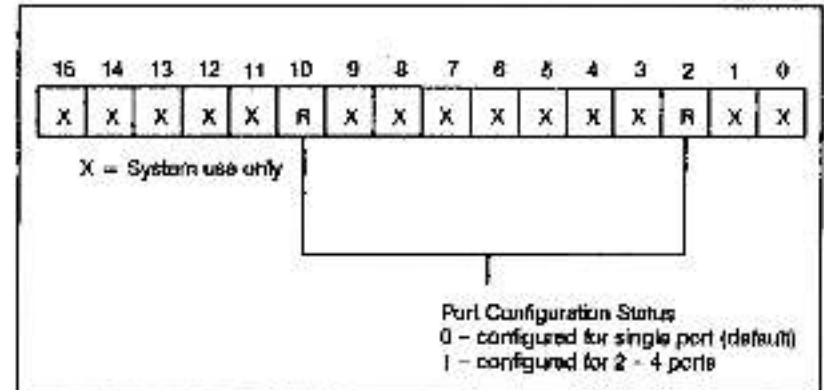 15 14 13 12 11 10 9 8 7 6 5 4 3 2 1 0
X X X X X R X X X X X X X R X X
X = System use only
Port Configuration Status
0 – configured for single port (default)
1 – configured for 2 - 4 ports